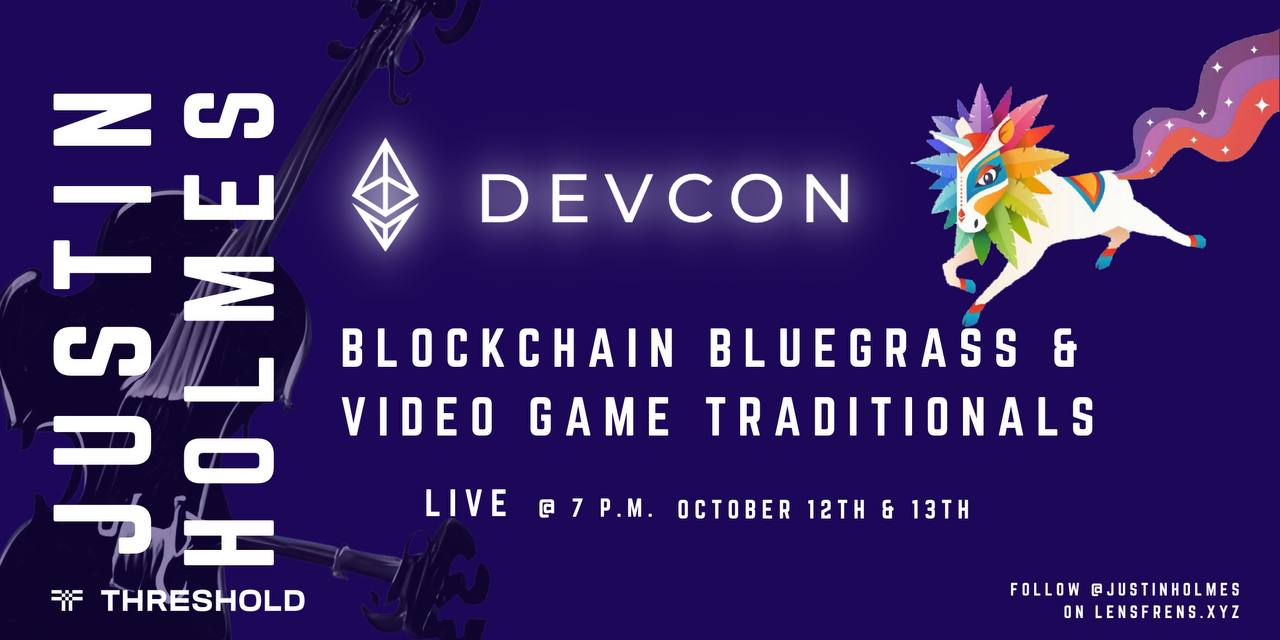 JUSTIN
HOLMES
DEVCON
BLOCKCHAIN BLUEGRASS &
VIDEO GAME TRADITIONALS
LIVE @ 7 P.M. OCTOBER 12TH & 13TH
THRESHOLD
FOLLOW @JUSTINHOLMES
ON LENSFRENS.XYZ